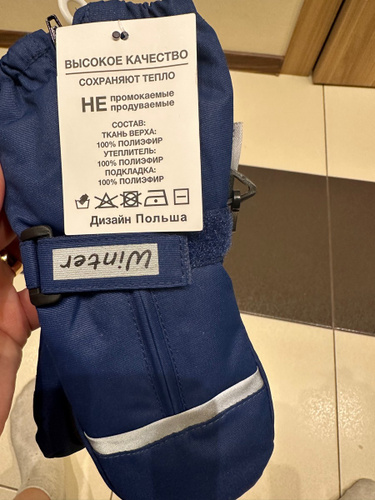 ВЫСОКОЕ КАЧЕСТВО
СОХРАНЯЮТ ТЕПЛО
НЕ промокаемые
продуваемые
СОСТАВ:
ТКАНЬ ВЕРХА:
100% ПОЛИЭФИР
УТЕПЛИТЕЛЬ:
100% ПОЛИЭФИР
ПОДКЛАДКА:
100% ПОЛИЭФИР
Дизайн Польша
Winter